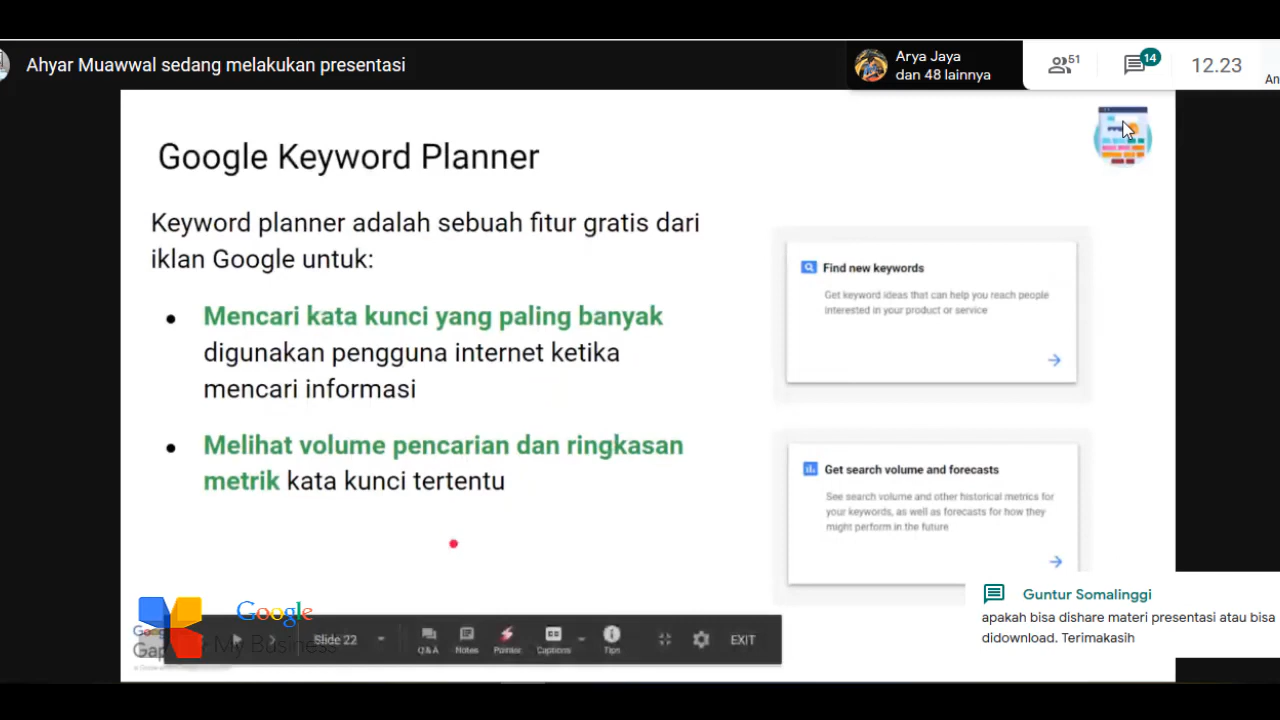 Ahyar Muawwal sedang melakukan presentasi
Arya Jaya
dan 48 lainnya
51
14
12.23
An
Google Keyword Planner
Keyword planner adalah sebuah fitur gratis dari
iklan Google untuk:
Mencari kata kunci yang paling banyak
digunakan pengguna internet ketika
mencari informasi
Melihat volume pencarian dan ringkasan
metrik kata kunci tertentu
Find new keywords
Get keyword ideas that can help you reach people
interested in your product or service
Get search volume and forecasts
See search volume and other historical metrics for
your keywords, as well as forecasts for how they
might perform in the future
Guntur Somalinggi
apakah bisa dishare materi presentasi atau bisa
didownload. Terimakasih
Google
My Business
Gap
Slide 22
Q&A
Notes
Pointer
CC
Captions
Tips
EXIT